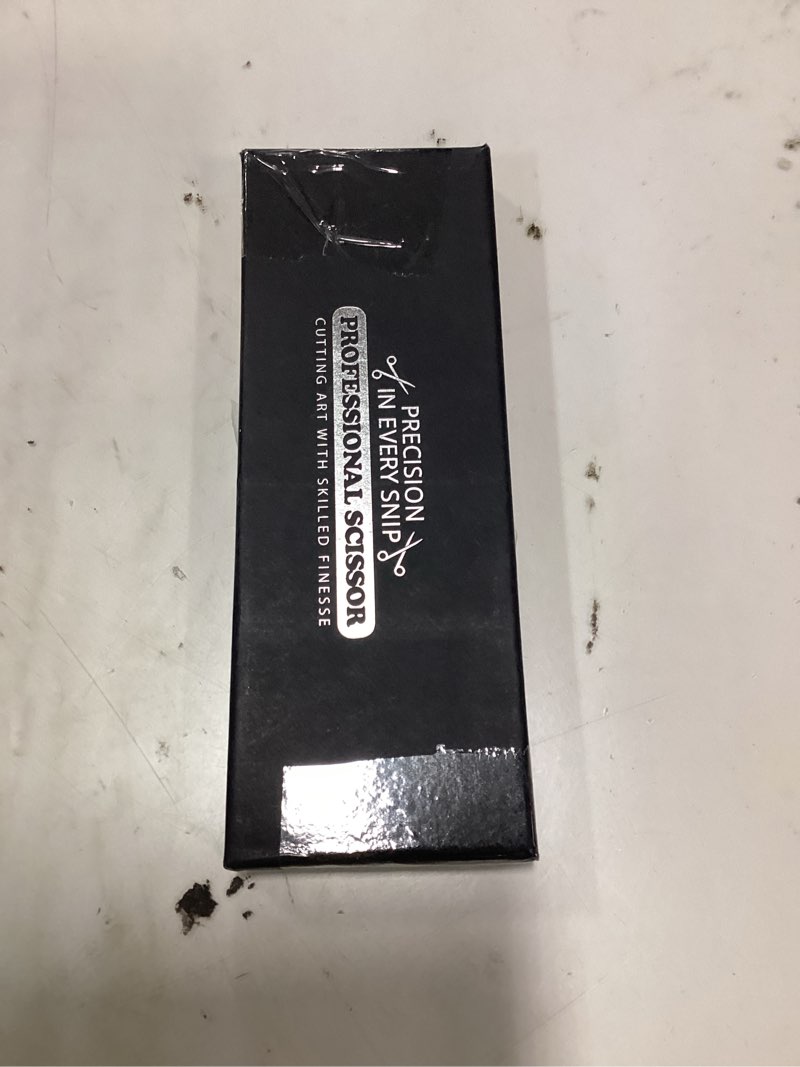 PRECISION
IN EVERY SNIP
PROFESSIONAL SCISSOR
CUTTING ART WITH SKILLED FINESSE